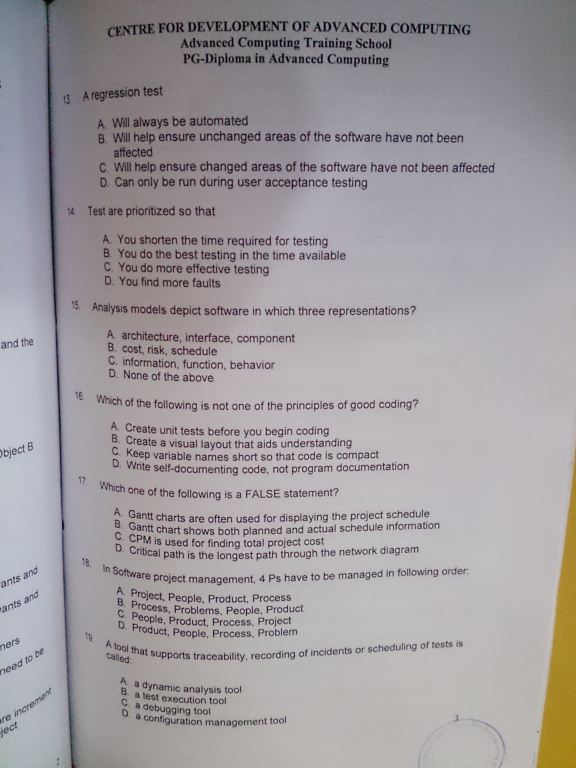 CENTRE FOR DEVELOPMENT OF ADVANCED COMPUTING
Advanced Computing Training School
PG-Diploma in Advanced Computing
13. A regression test
A. Will always be automated
B. Will help ensure unchanged areas of the software have not been
affected
C. Will help ensure changed areas of the software have not been affected
D. Can only be run during user acceptance testing
14. Test are prioritized so that
A. You shorten the time required for testing
B. You do the best testing in the time available
C. You do more effective testing
D. You find more faults
15. Analysis models depict software in which three representations?
A. architecture, interface, component
B. cost, risk, schedule
C. information, function, behavior
D. None of the above
16. Which of the following is not one of the principles of good coding?
A. Create unit tests before you begin coding
B. Create a visual layout that aids understanding
C. Keep variable names short so that code is compact
D. Write self-documenting code, not program documentation
17. Which one of the following is a FALSE statement?
A. Gantt charts are often used for displaying the project schedule
B. Gantt chart shows both planned and actual schedule information
C. CPM is used for finding total project cost
D. Critical path is the longest path through the network diagram
18. In Software project management, 4 Ps have to be managed in following order:
A. Project, People, Product, Process
B. Process, Problems, People, Product
C. People, Product, Process, Project
D. Product, People, Process, Problem
19. A tool that supports traceability, recording of incidents or scheduling of tests is
called:
A. a dynamic analysis tool
B. a test execution tool
C. a debugging tool
D. a configuration management tool
3
and the
Object B
ants and
ants and
ners
need to be
re increment
ject